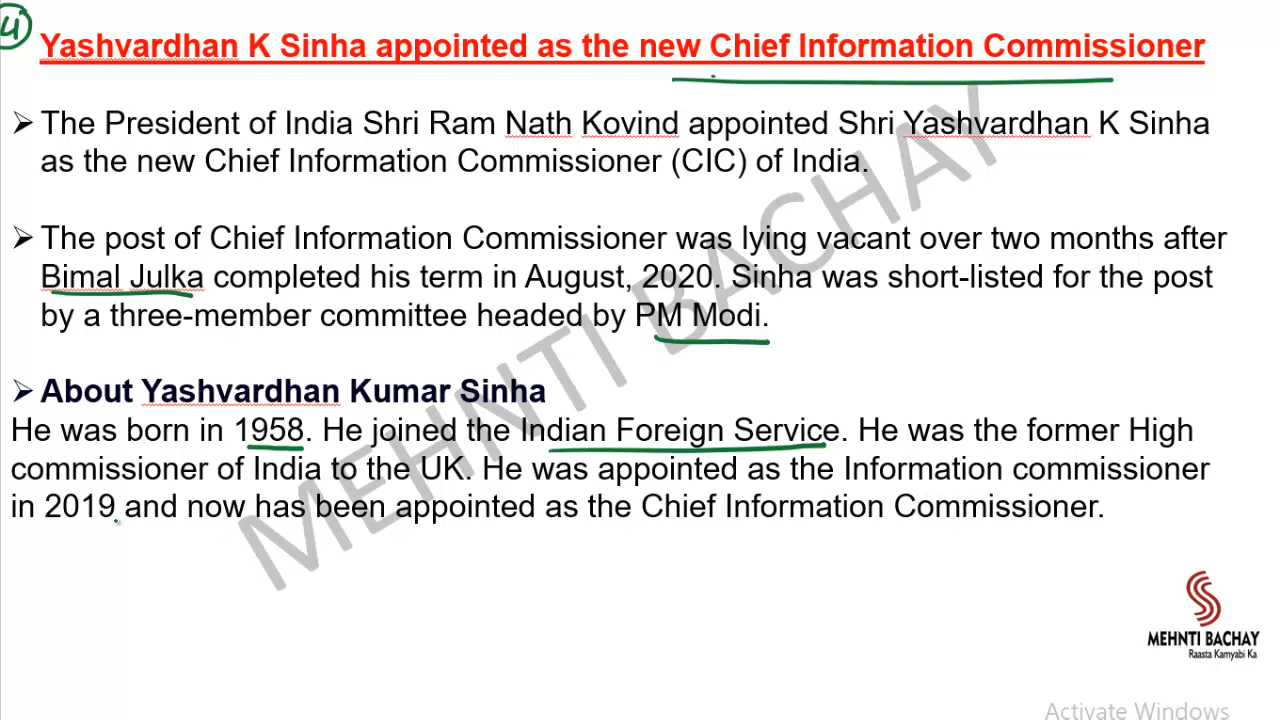 4
Yashvardhan K Sinha appointed as the new Chief Information Commissioner
➢ The President of India Shri Ram Nath Kovind appointed Shri Yashvardhan K Sinha
as the new Chief Information Commissioner (CIC) of India.
➢ The post of Chief Information Commissioner was lying vacant over two months after
Bimal Julka completed his term in August, 2020. Sinha was short-listed for the post
by a three-member committee headed by PM Modi.
➢ About Yashvardhan Kumar Sinha
He was born in 1958. He joined the Indian Foreign Service. He was the former High
commissioner of India to the UK. He was appointed as the Information commissioner
in 2019 and now has been appointed as the Chief Information Commissioner.
MEHNTI BACHAY
MEHNTI BACHAY
Raasta Kamyabi Ka
Activate Windows